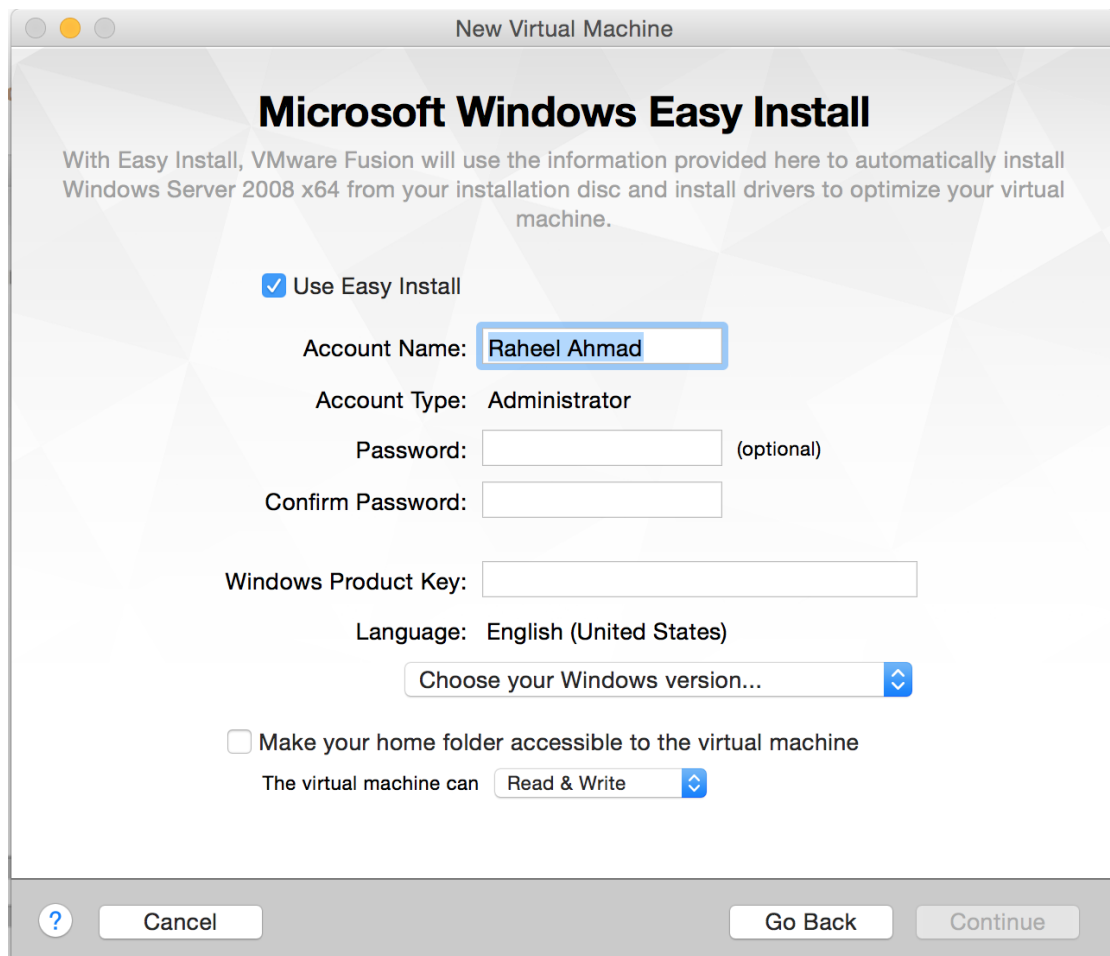 New Virtual Machine
Microsoft Windows Easy Install
With Easy Install, VMware Fusion will use the information provided here to automatically install
Windows Server 2008 x64 from your installation disc and install drivers to optimize your virtual
machine.
Use Easy Install
Account Name: Raheel Ahmad
Account Type: Administrator
Password: (optional)
Confirm Password:
Windows Product Key:
Language: English (United States)
Choose your Windows version...
Make your home folder accessible to the virtual machine
The virtual machine can Read & Write
? Cancel Go Back Continue